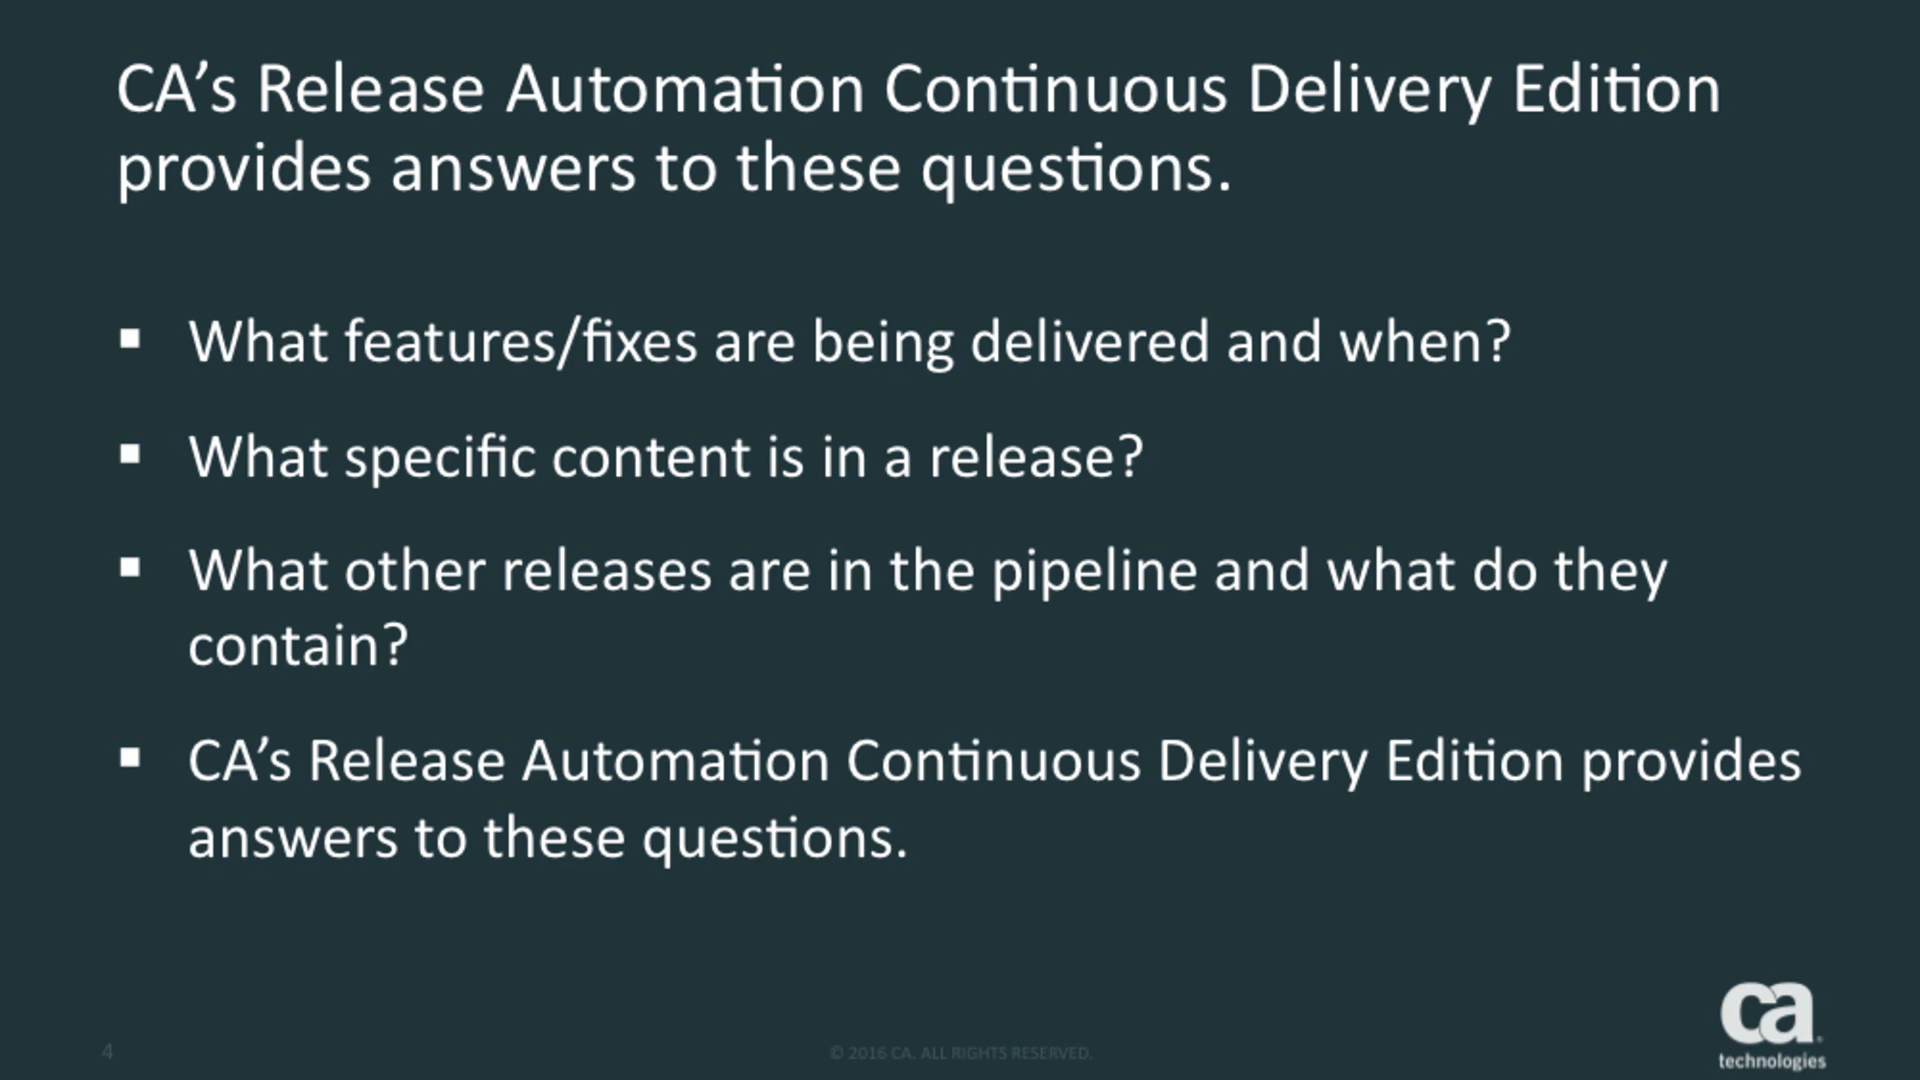 CA’s Release Automation Continuous Delivery Edition
provides answers to these questions.
▪ What features/fixes are being delivered and when?
▪ What specific content is in a release?
▪ What other releases are in the pipeline and what do they
contain?
▪ CA’s Release Automation Continuous Delivery Edition provides
answers to these questions.
4
© 2016 CA. ALL RIGHTS RESERVED.
ca
technologies